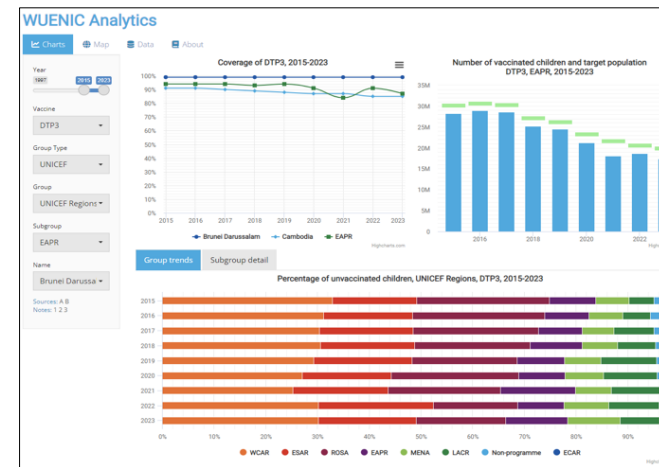 WUENIC Analytics
Charts Map Data About
Year
1997 2015 2023
Vaccine
DTP3
Group Type
UNICEF
Group
UNICEF Regions
Subgroup
EAPR
Name
Brunei Darussa
Sources: A B
Notes: 1 2 3
Coverage of DTP3, 2015-2023
100%
90%
80%
70%
60%
50%
40%
30%
20%
10%
0%
2015 2016 2017 2018 2019 2020 2021 2022 2023
Brunei Darussalam Cambodia EAPR
Highcharts.com
Number of vaccinated children and target population
DTP3, EAPR, 2015-2023
35M
30M
25M
20M
15M
10M
5M
0
2016 2018 2020 2022
Group trends Subgroup detail
Percentage of unvaccinated children, UNICEF Regions, DTP3, 2015-2023
2015
2016
2017
2018
2019
2020
2021
2022
2023
0% 10% 20% 30% 40% 50% 60% 70% 80% 90%
WCAR ESAR ROSA EAPR MENA LACR Non-programme ECAR